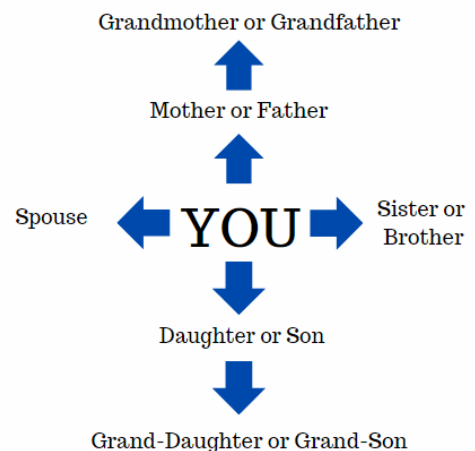 Grandmother or Grandfather
Mother or Father
Spouse
YOU
Sister or
Brother
Daughter or Son
Grand-Daughter or Grand-Son